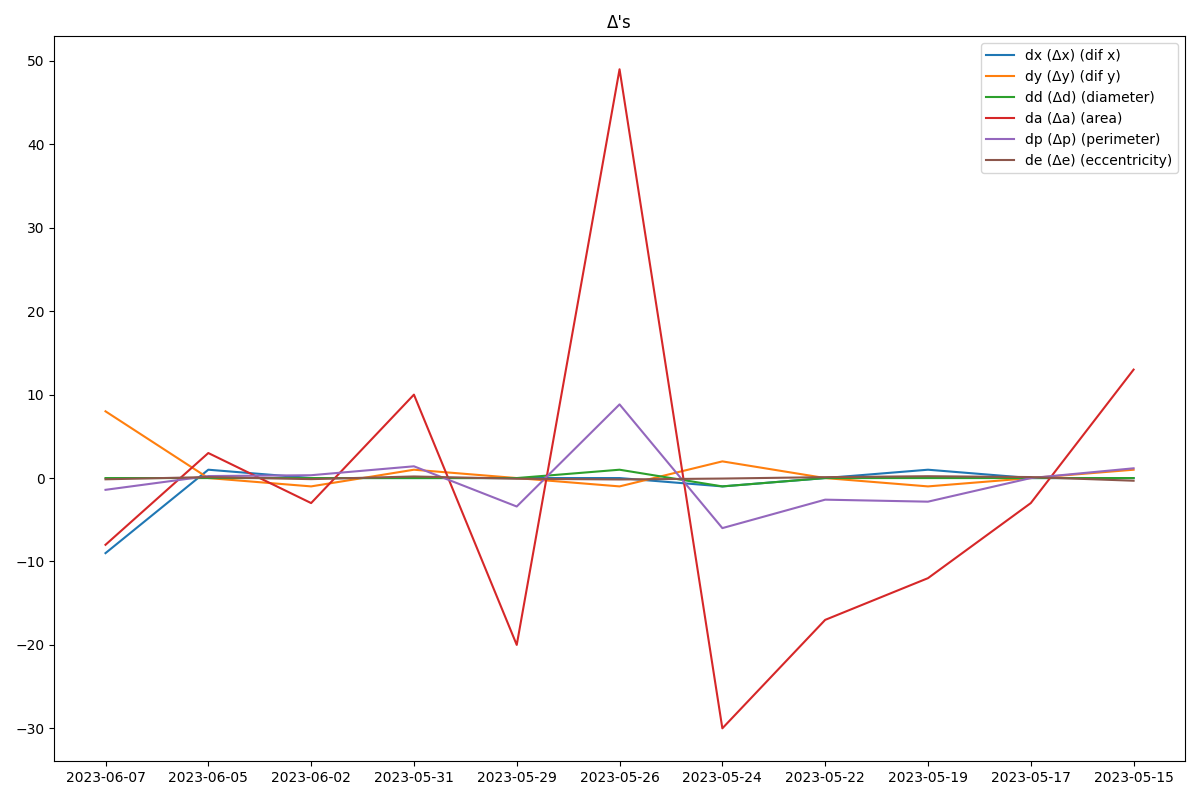 Δ's
dx (Δx) (dif x)
dy (Δy) (dif y)
dd (Δd) (diameter)
da (Δa) (area)
dp (Δp) (perimeter)
de (Δe) (eccentricity)
50
40
30
20
10
0
−10
−20
−30
2023-06-07 2023-06-05 2023-06-02 2023-05-31 2023-05-29 2023-05-26 2023-05-24 2023-05-22 2023-05-19 2023-05-17 2023-05-15